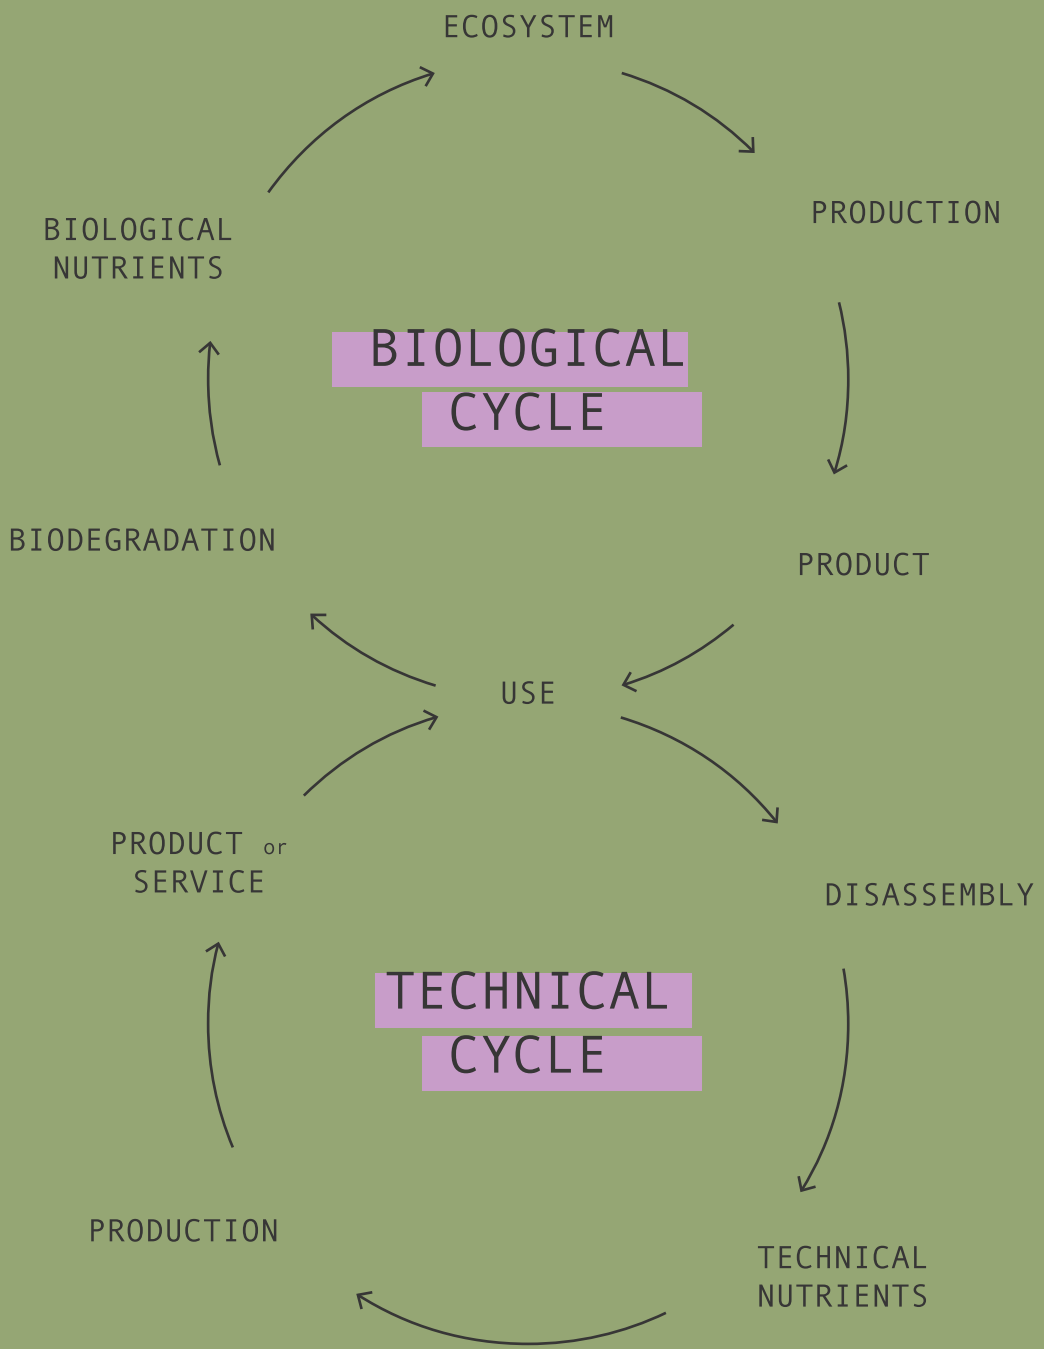 ECOSYSTEM
PRODUCTION
BIOLOGICAL
NUTRIENTS
BIOLOGICAL
CYCLE
BIODEGRADATION
PRODUCT
USE
PRODUCT or
SERVICE
DISASSEMBLY
TECHNICAL
CYCLE
PRODUCTION
TECHNICAL
NUTRIENTS